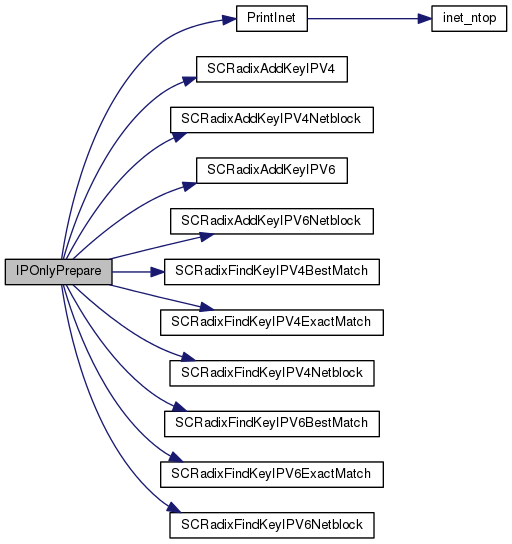 PrintInet
inet_ntop
SCRadixAddKeyIPV4
SCRadixAddKeyIPV4Netblock
SCRadixAddKeyIPV6
SCRadixAddKeyIPV6Netblock
IPOnlyPrepare
SCRadixFindKeyIPV4BestMatch
SCRadixFindKeyIPV4ExactMatch
SCRadixFindKeyIPV4Netblock
SCRadixFindKeyIPV6BestMatch
SCRadixFindKeyIPV6ExactMatch
SCRadixFindKeyIPV6Netblock